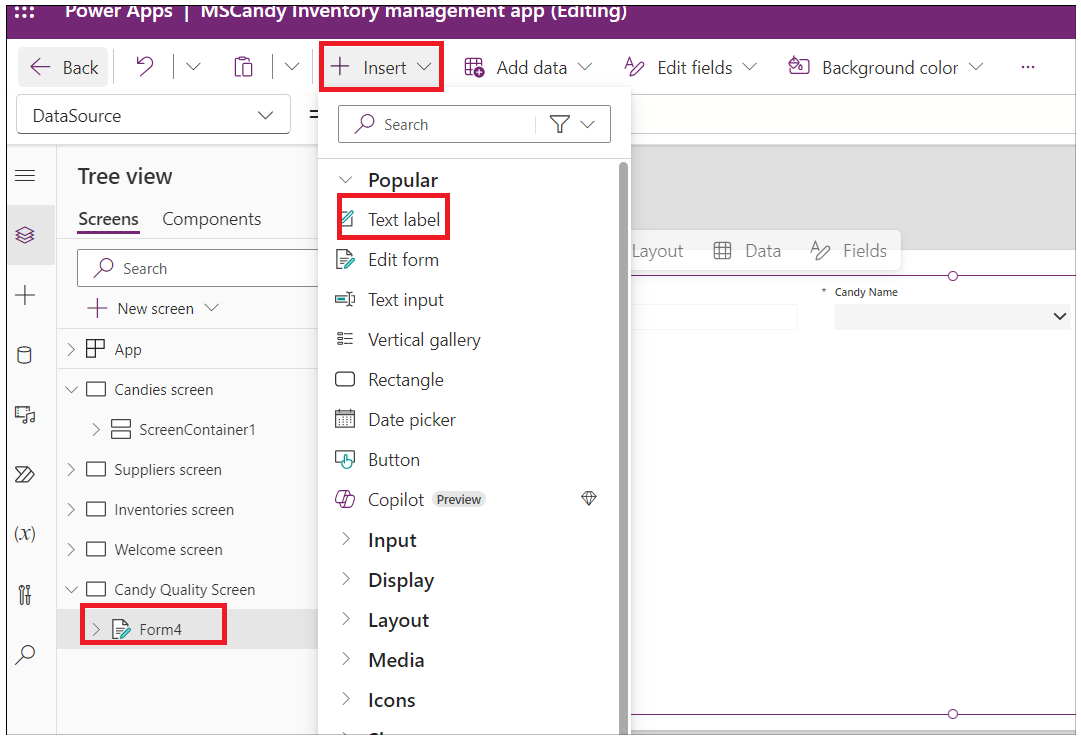 Power Apps | MSCandy Inventory management app (Editing)
Back
Insert
Add data
Edit fields
Background color
...
DataSource
=
Search
Tree view
Screens
Components
Search
New screen
App
Candies screen
ScreenContainer1
Suppliers screen
Inventories screen
Welcome screen
Candy Quality Screen
Form4
(x)
Popular
Text label
Edit form
Text input
Vertical gallery
Rectangle
Date picker
Button
Copilot Preview
Input
Display
Layout
Media
Icons
Layout
Data
Fields
* Candy Name